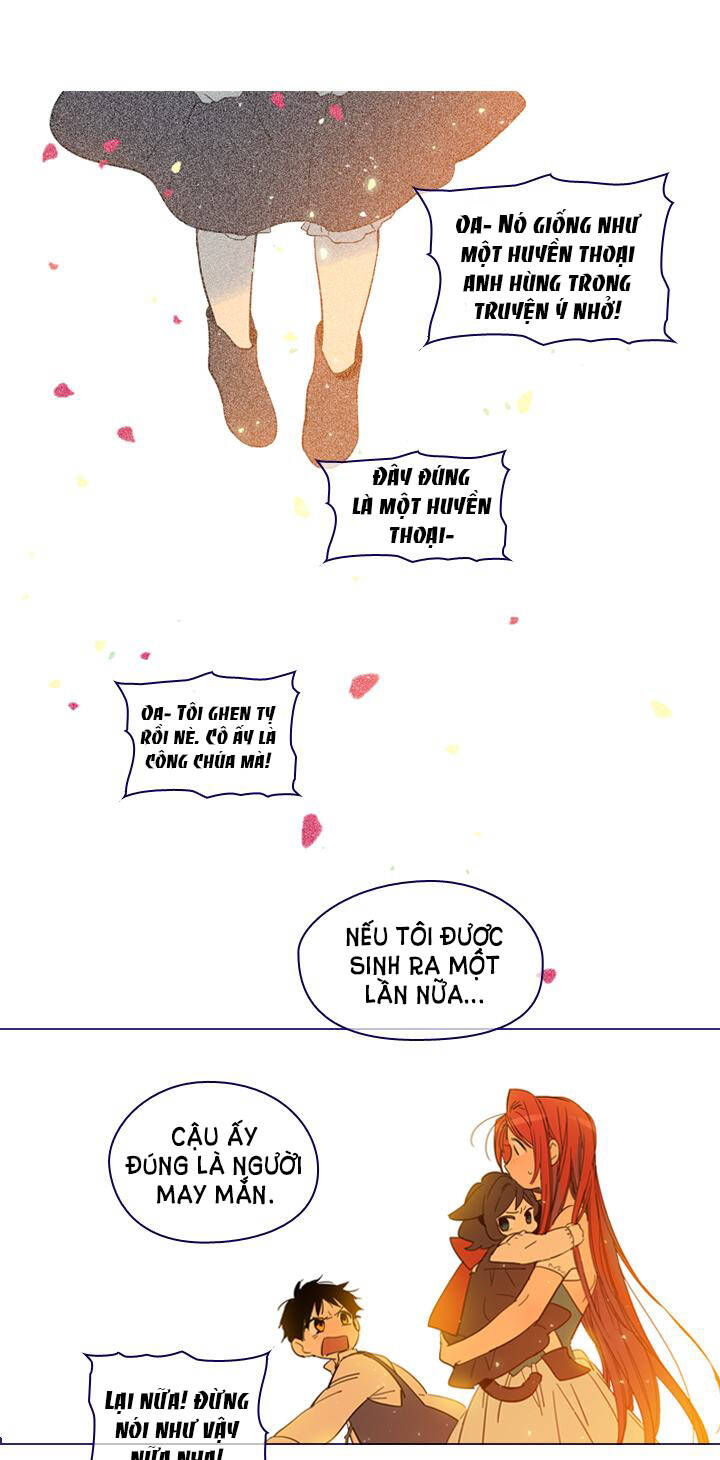 Oa- Nó giống như
một huyền thoại
anh hùng trong
truyện ý nhở!
Đây đúng
là một huyền
thoại-
Oa- Tôi ghen tỵ
rồi nè. Cô ấy là
công chúa mà!
NẾU TÔI ĐƯỢC
SINH RA MỘT
LẦN NỮA...
CẬU ẤY
ĐÚNG LÀ NGƯỜI
MAY MẮN.
Lại nữa! Đừng
nói như vậy
nữa nha!